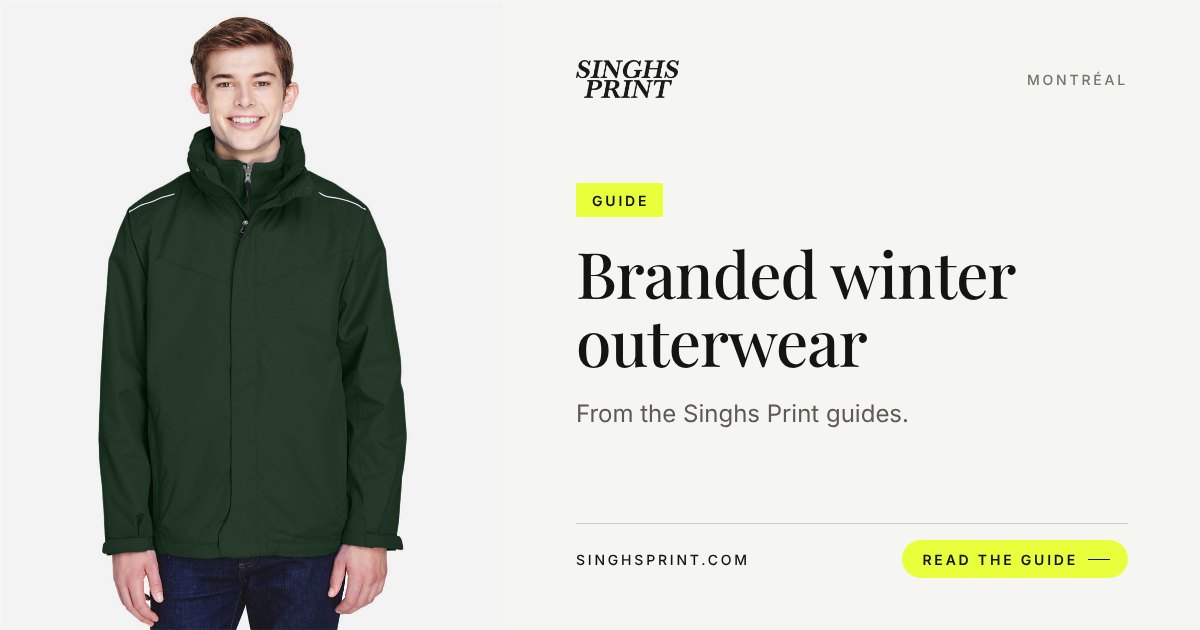 SINGHS
PRINT
MONTRÉAL
GUIDE
Branded winter
outerwear
From the Singhs Print guides.
SINGHSPRINT.COM
READ THE GUIDE